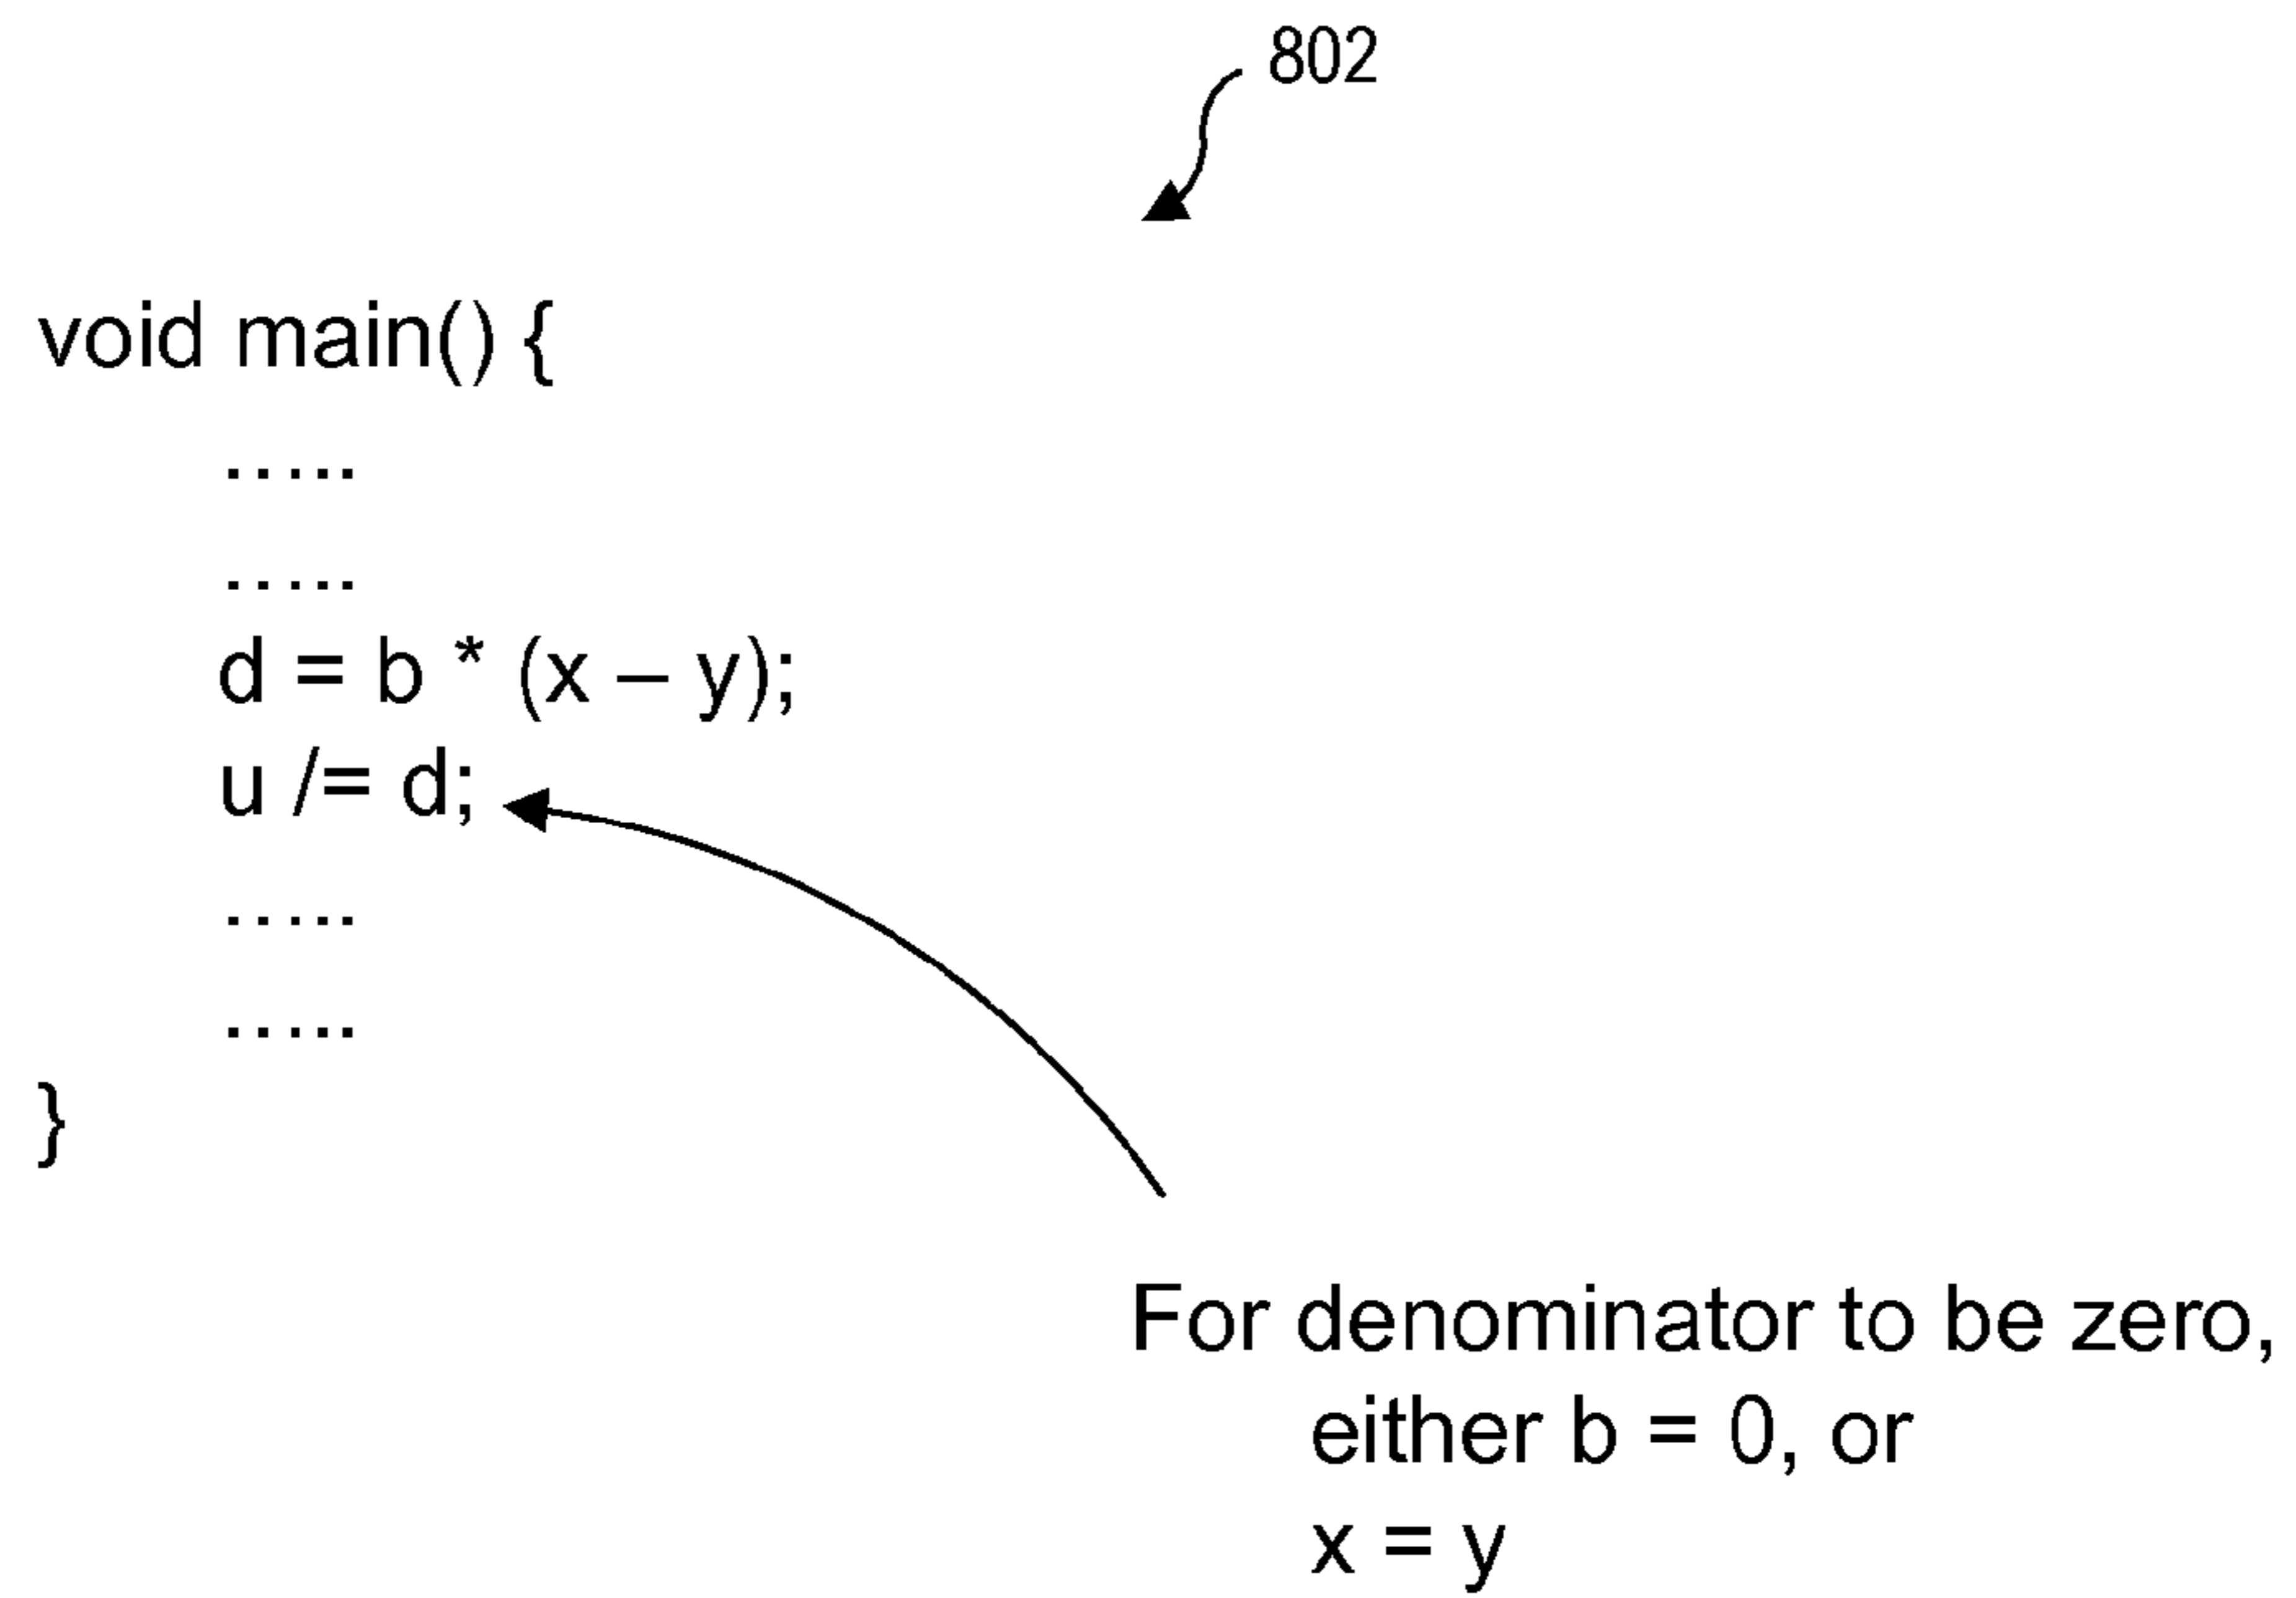 802
void main() {
.....
.....
d = b * (x – y);
u /= d;
.....
.....
}
For denominator to be zero,
either b = 0, or
x = y